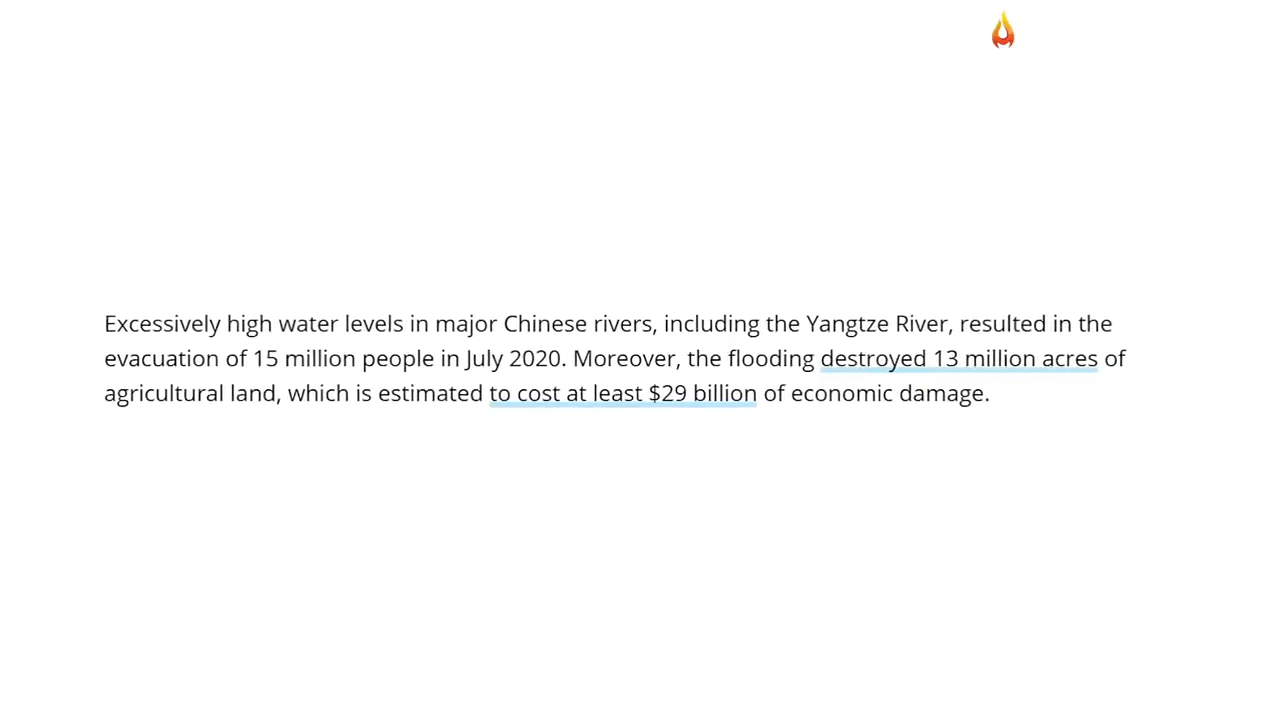 Excessively high water levels in major Chinese rivers, including the Yangtze River, resulted in the
evacuation of 15 million people in July 2020. Moreover, the flooding destroyed 13 million acres of
agricultural land, which is estimated to cost at least $29 billion of economic damage.